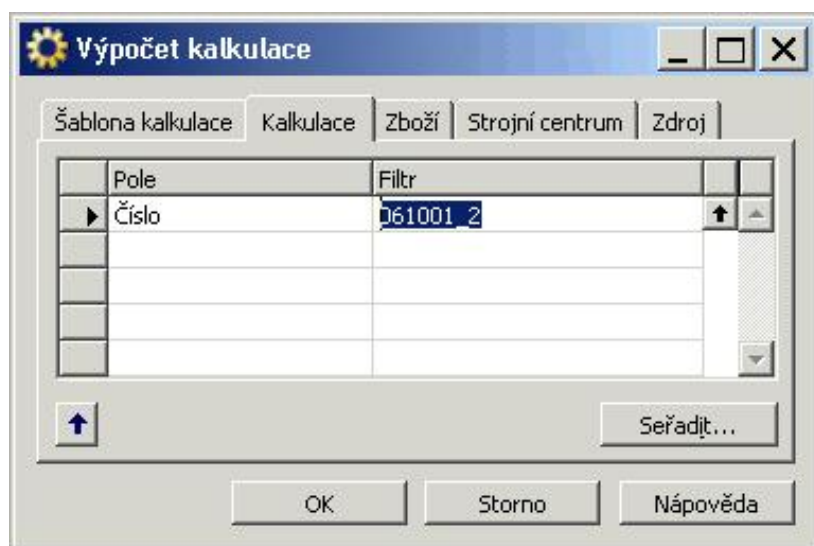 Výpočet kalkulace
Šablona kalkulace Kalkulace Zboží Strojní centrum Zdroj
Pole Filtr
Číslo 061001_2
Seřadit...
OK Storno Nápověda